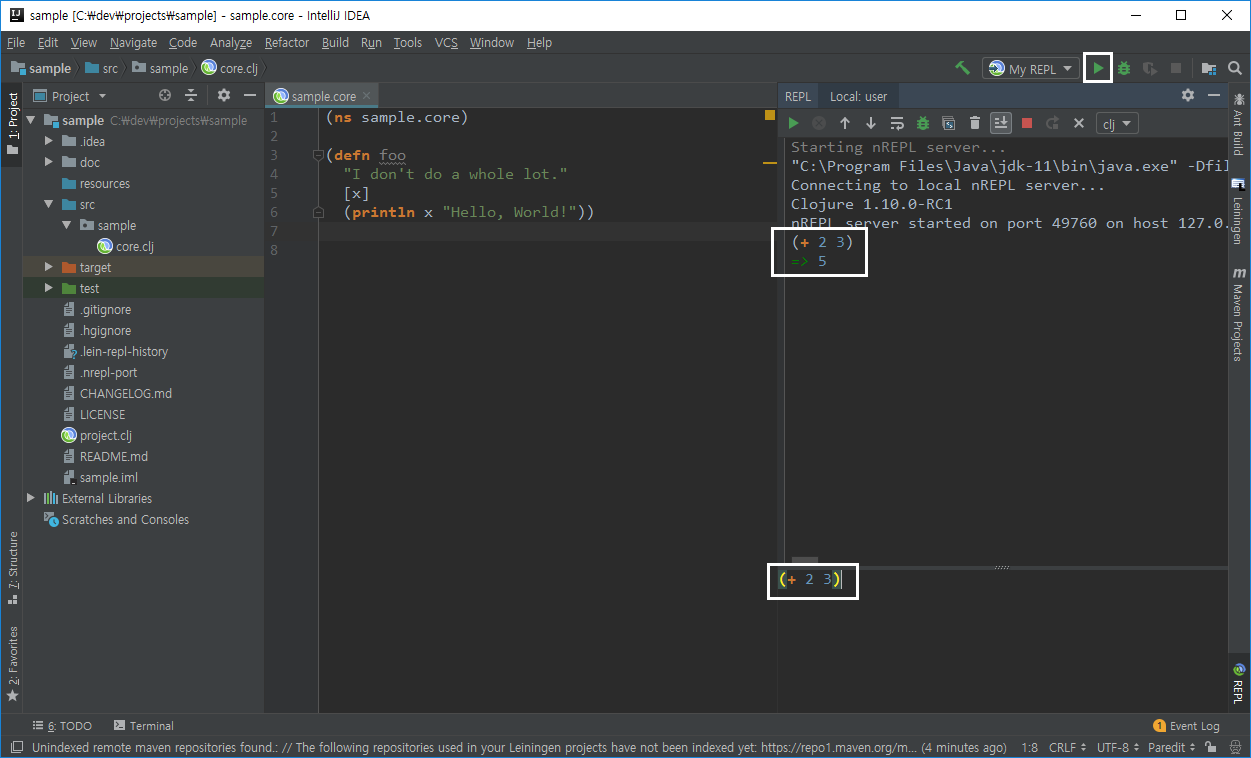 sample [C:₩dev₩projects₩sample] - sample.core - IntelliJ IDEA
File Edit View Navigate Code Analyze Refactor Build Run Tools VCS Window Help
sample src sample core.clj My REPL
1: Project
7: Structure
2: Favorites
Project
sample C:₩dev₩projects₩sample
.idea
doc
resources
src
sample
core.clj
target
test
.gitignore
.hgignore
.lein-repl-history
.nrepl-port
CHANGELOG.md
LICENSE
project.clj
README.md
sample.iml
External Libraries
Scratches and Consoles
sample.core
1 (ns sample.core)
2
3 (defn foo
4 "I don't do a whole lot."
5 [x]
6 (println x "Hello, World!"))
7
8
REPL Local: user
clj
Starting nREPL server...
"C:\Program Files\Java\jdk-11\bin\java.exe" -Dfil
Connecting to local nREPL server...
Clojure 1.10.0-RC1
nREPL server started on port 49760 on host 127.0.
(+ 2 3)
=> 5
(+ 2 3)
Ant Build
Leiningen
m Maven Projects
REPL
6: TODO Terminal 1 Event Log
Unindexed remote maven repositories found.: // The following repositories used in your Leiningen projects have not been indexed yet: https://repo1.maven.org/m... (4 minutes ago) 1:8 CRLF UTF-8 Paredit